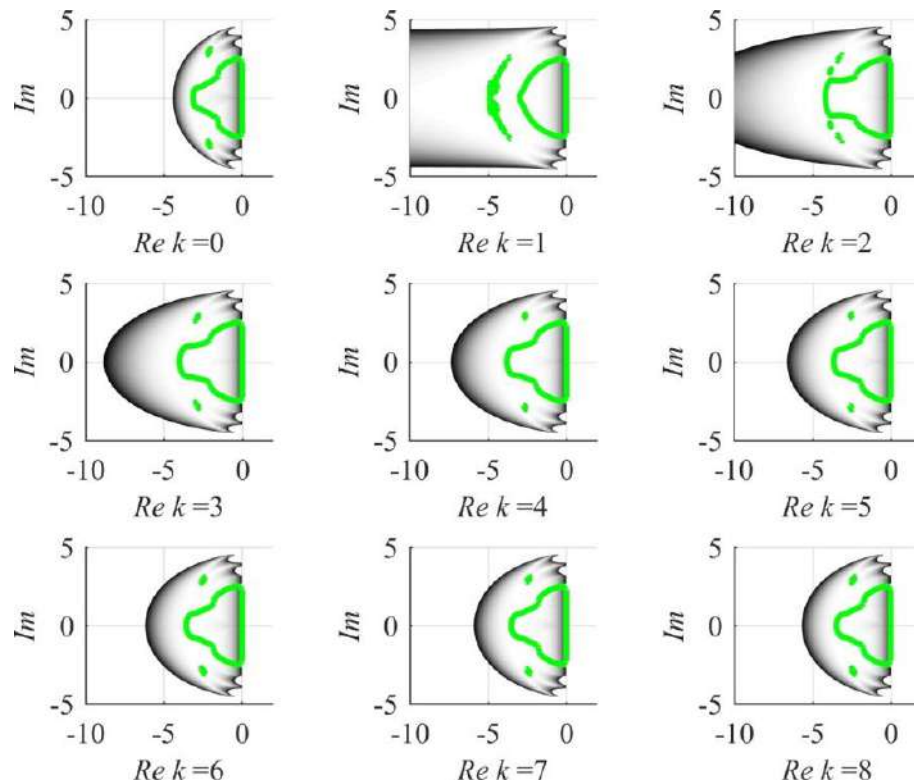 5 5 5
Im 0 Im 0 Im 0
-5 -5 -5
-10 -5 0 -10 -5 0 -10 -5 0
Re k =0 Re k =1 Re k =2
5 5 5
Im 0 Im 0 Im 0
-5 -5 -5
-10 -5 0 -10 -5 0 -10 -5 0
Re k =3 Re k =4 Re k =5
5 5 5
Im 0 Im 0 Im 0
-5 -5 -5
-10 -5 0 -10 -5 0 -10 -5 0
Re k =6 Re k =7 Re k =8